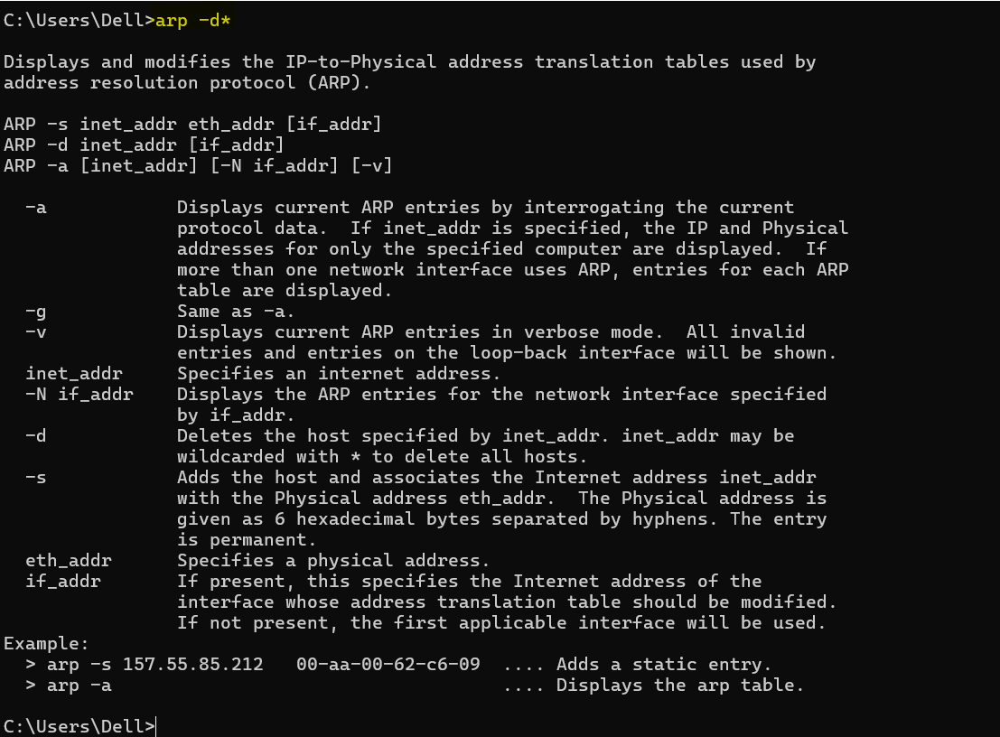 C:\Users\Dell>arp -d*
Displays and modifies the IP-to-Physical address translation tables used by
address resolution protocol (ARP).
ARP -s inet_addr eth_addr [if_addr]
ARP -d inet_addr [if_addr]
ARP -a [inet_addr] [-N if_addr] [-v]
  -a            Displays current ARP entries by interrogating the current
                protocol data.  If inet_addr is specified, the IP and Physical
                addresses for only the specified computer are displayed.  If
                more than one network interface uses ARP, entries for each ARP
                table are displayed.
  -g            Same as -a.
  -v            Displays current ARP entries in verbose mode.  All invalid
                entries and entries on the loop-back interface will be shown.
  inet_addr     Specifies an internet address.
  -N if_addr    Displays the ARP entries for the network interface specified
                by if_addr.
  -d            Deletes the host specified by inet_addr. inet_addr may be
                wildcarded with * to delete all hosts.
  -s            Adds the host and associates the Internet address inet_addr
                with the Physical address eth_addr.  The Physical address is
                given as 6 hexadecimal bytes separated by hyphens. The entry
                is permanent.
  eth_addr      Specifies a physical address.
  if_addr       If present, this specifies the Internet address of the
                interface whose address translation table should be modified.
                If not present, the first applicable interface will be used.
Example:
  > arp -s 157.55.85.212   00-aa-00-62-c6-09  .... Adds a static entry.
  > arp -a                                    .... Displays the arp table.
C:\Users\Dell>